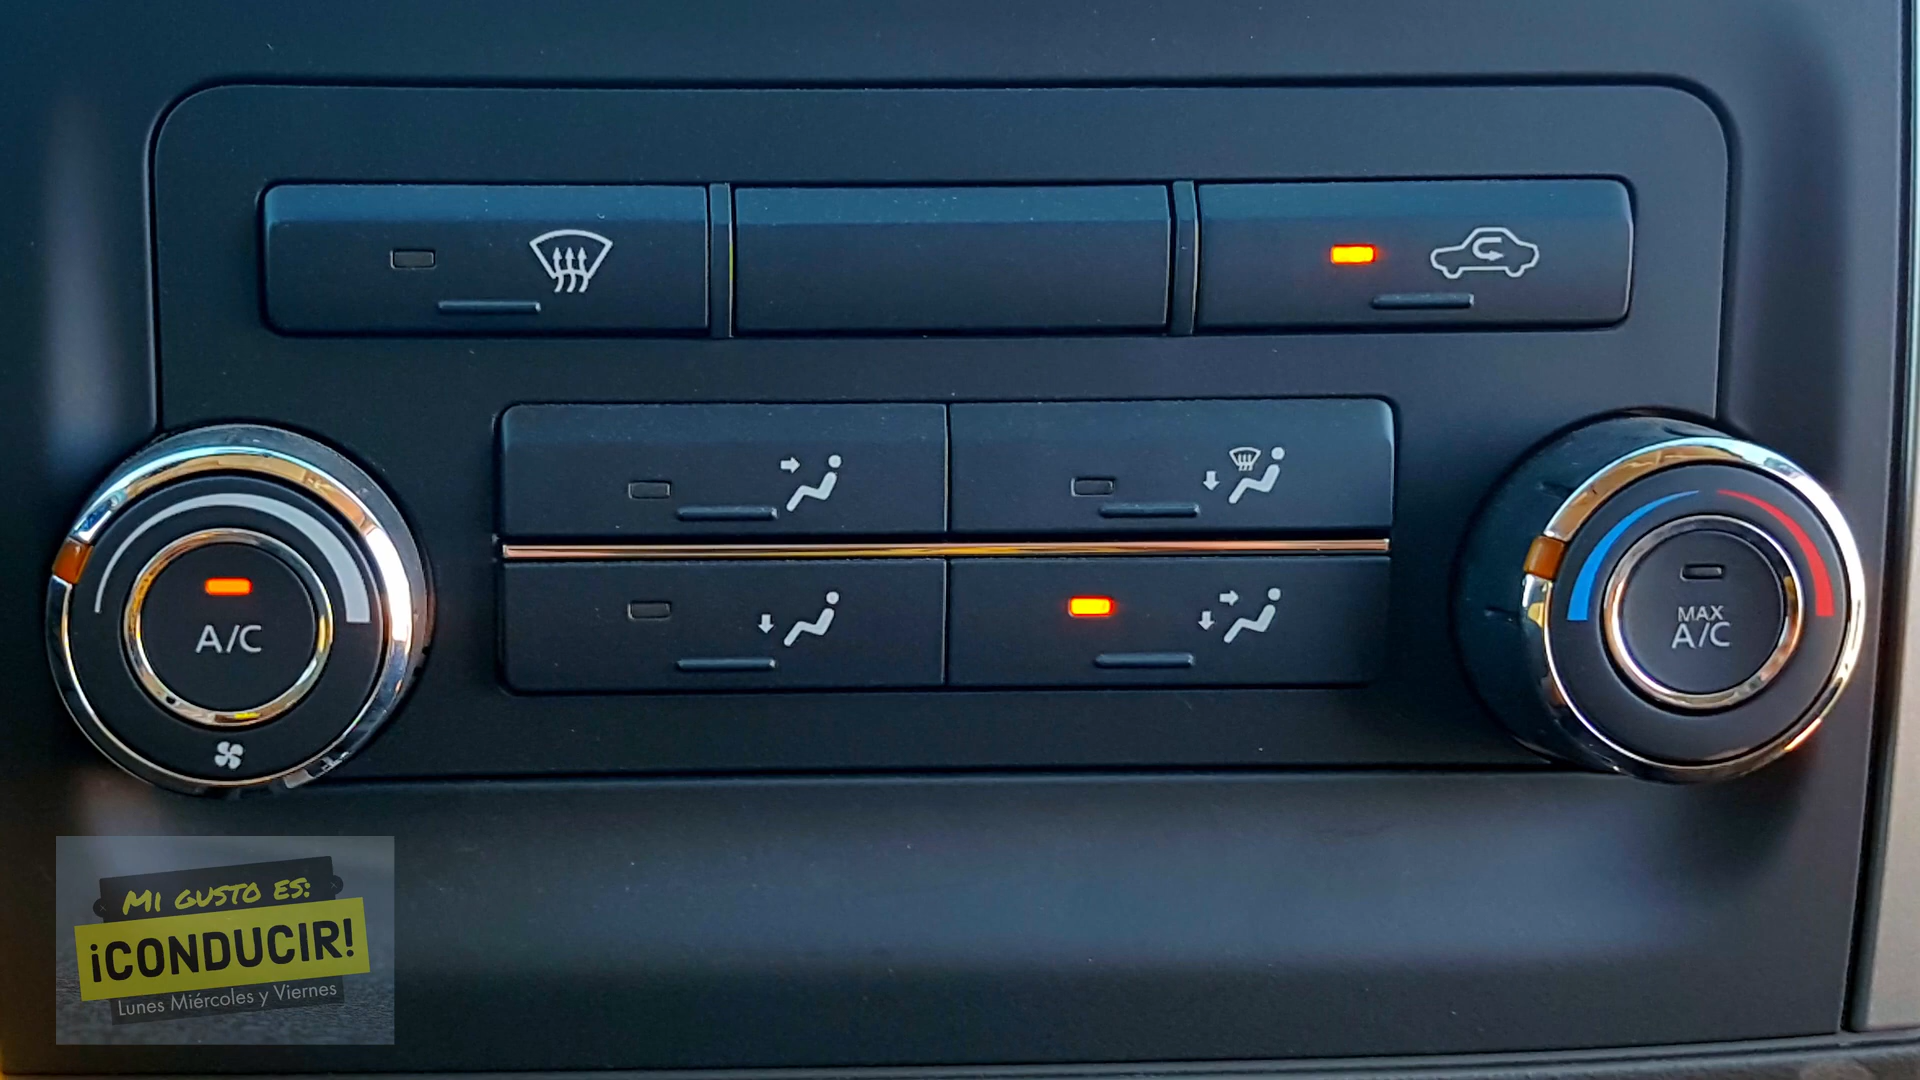 A/C
MAX
A/C
MI GUSTO ES:
¡CONDUCIR!
Lunes Miércoles y Viernes